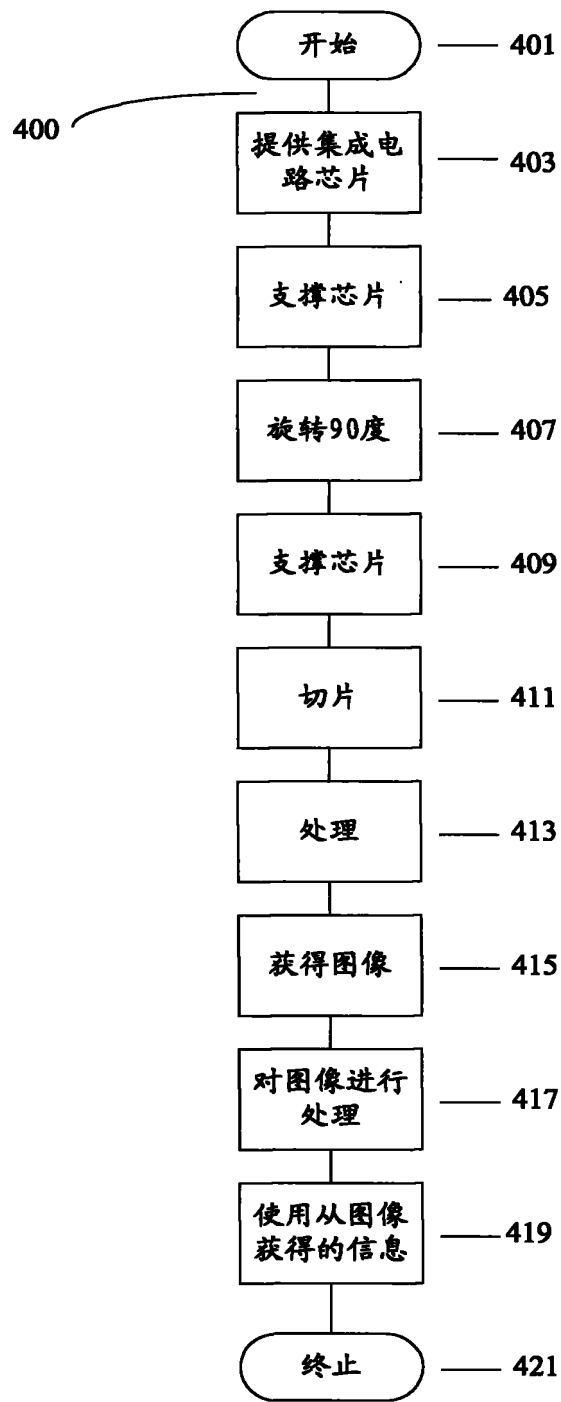 开始
401
400
提供集成电
路芯片
403
支撑芯片
405
旋转90度
407
支撑芯片
409
切片
411
处理
413
获得图像
415
对图像进行
处理
417
使用从图像
获得的信息
419
终止
421